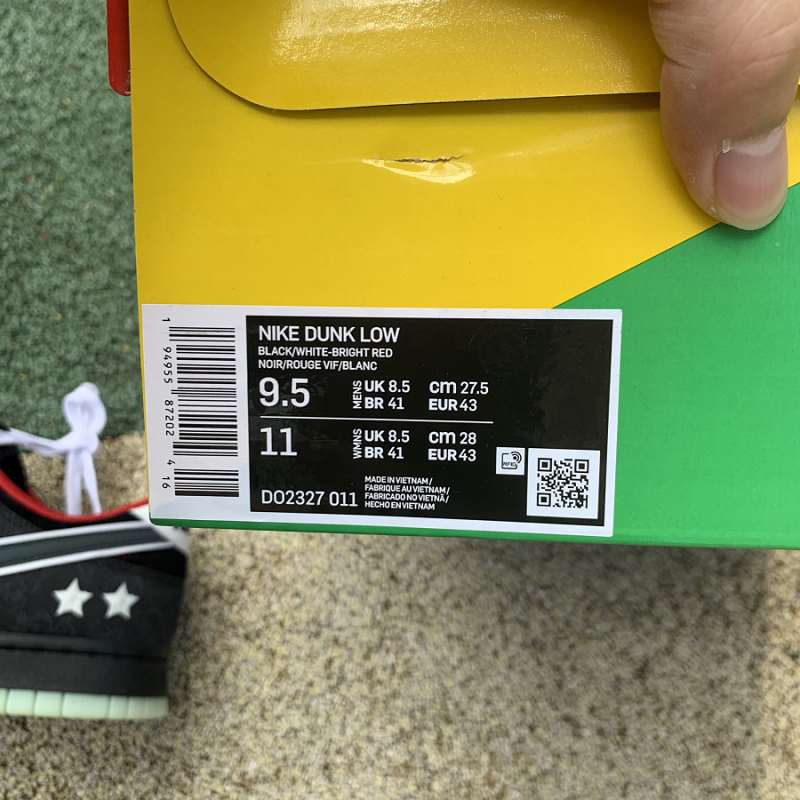 NIKE DUNK LOW
BLACK/WHITE-BRIGHT RED
NOIR/ROUGE VIF/BLANC
9.5 MENS UK 8.5 cm 27.5
BR 41 EUR 43
11 WMNS UK 8.5 cm 28
BR 41 EUR 43
DO2327 011
MADE IN VIETNAM/
FABRIQUE AU VIETNAM/
FABRICADO NO VIETNÃ/
HECHO EN VIETNAM
RFID
1 94955 87202 4 16